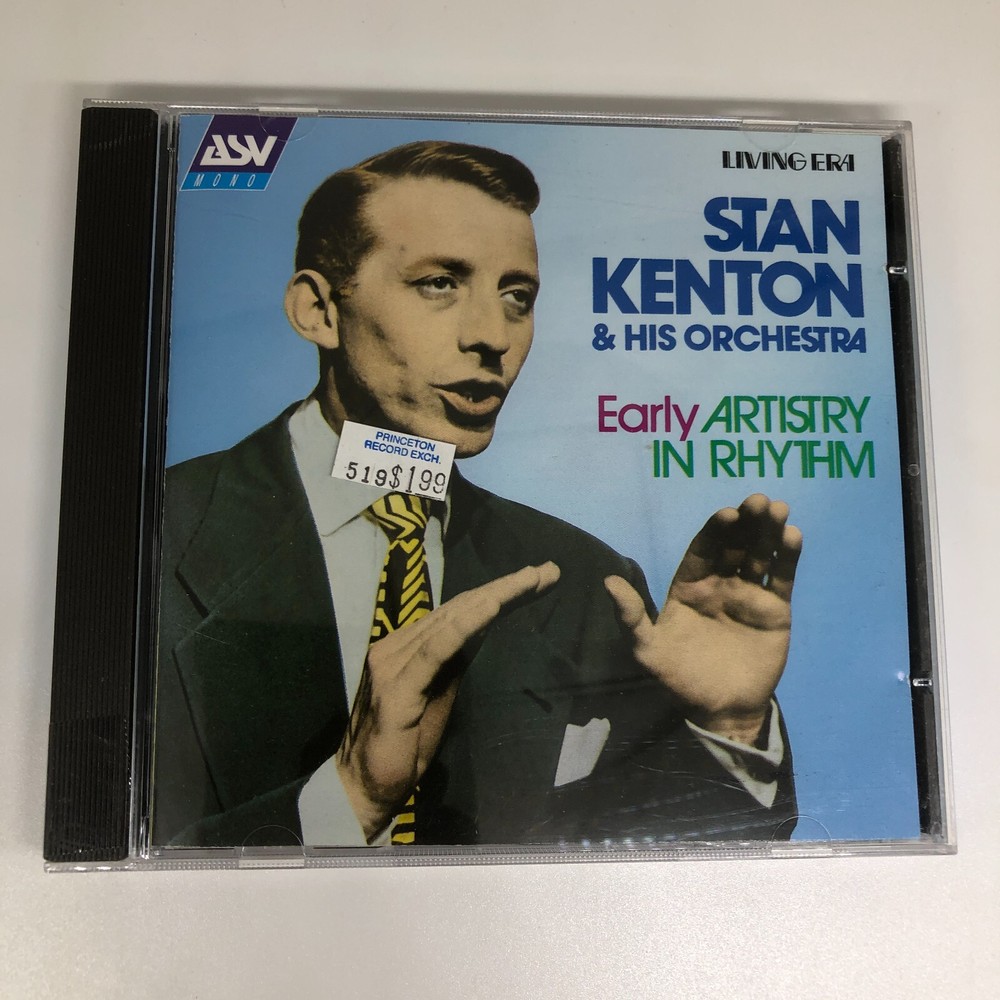 ASV
MONO
LIVING ERA
STAN
KENTON
& HIS ORCHESTRA
Early ARTISTRY
IN RHYTHM
PRINCETON
RECORD EXCH.
519$1.99